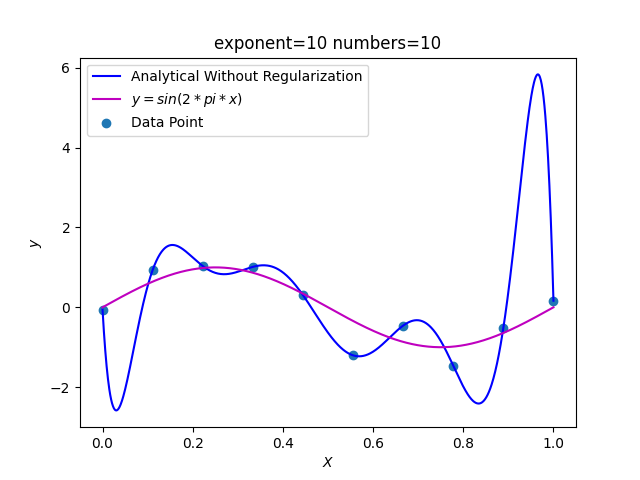 exponent=10 numbers=10
Analytical Without Regularization
y = sin(2 * pi * x)
Data Point
6
4
2
0
−2
y
0.0 0.2 0.4 0.6 0.8 1.0
X